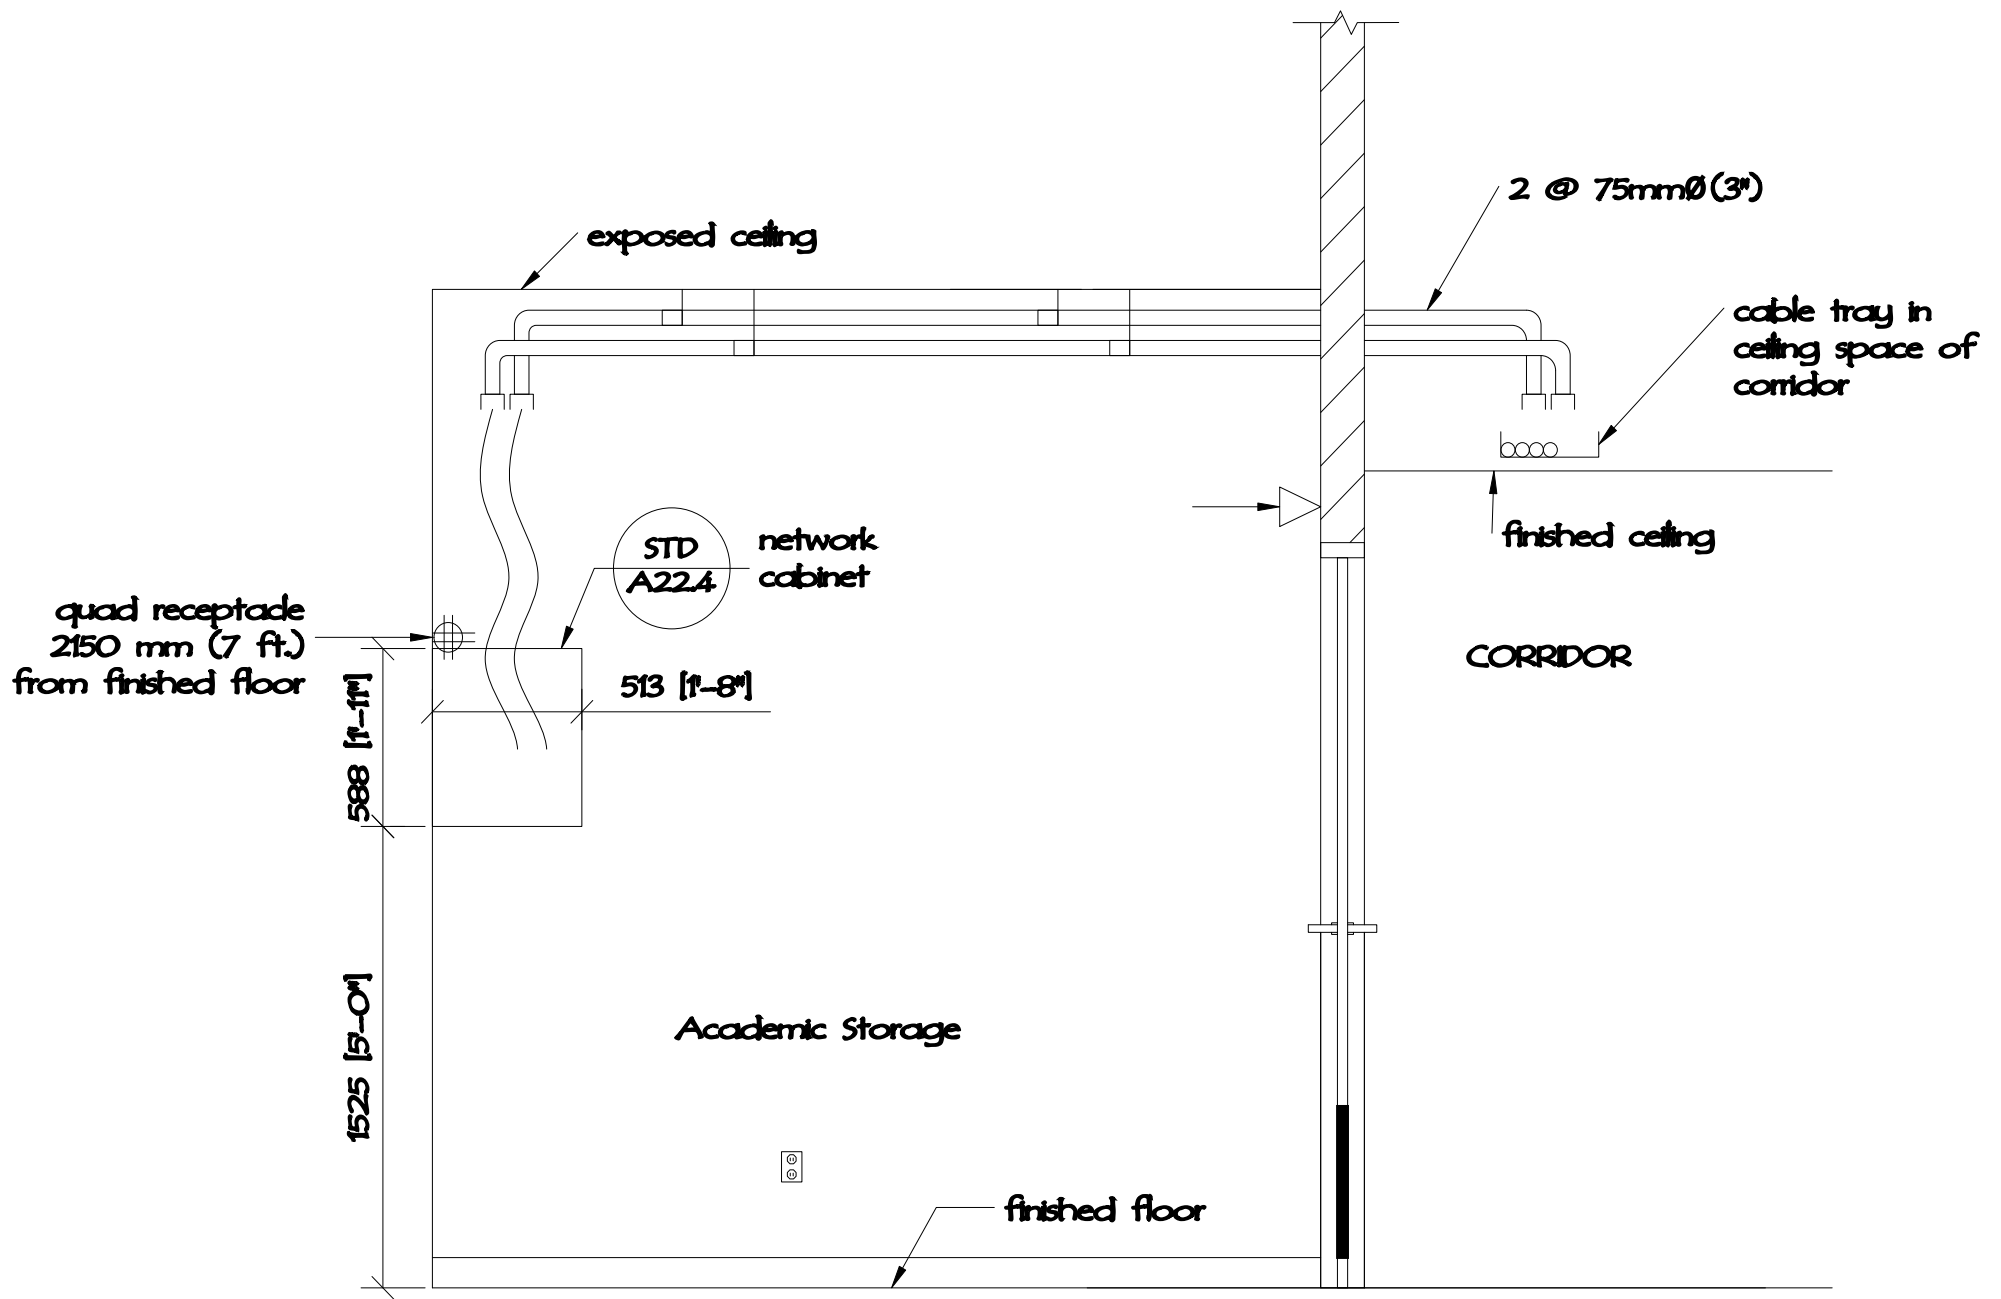 2 @ 75mmØ(3")
exposed ceiling
cable tray in
ceiling space of
corridor
STD
A22.4
network
cabinet
finished ceiling
quad receptacle
2150 mm (7 ft.)
from finished floor
CORRIDOR
513 [1'-8"]
588 [1'-11"]
1525 [5'-0"]
Academic Storage
finished floor